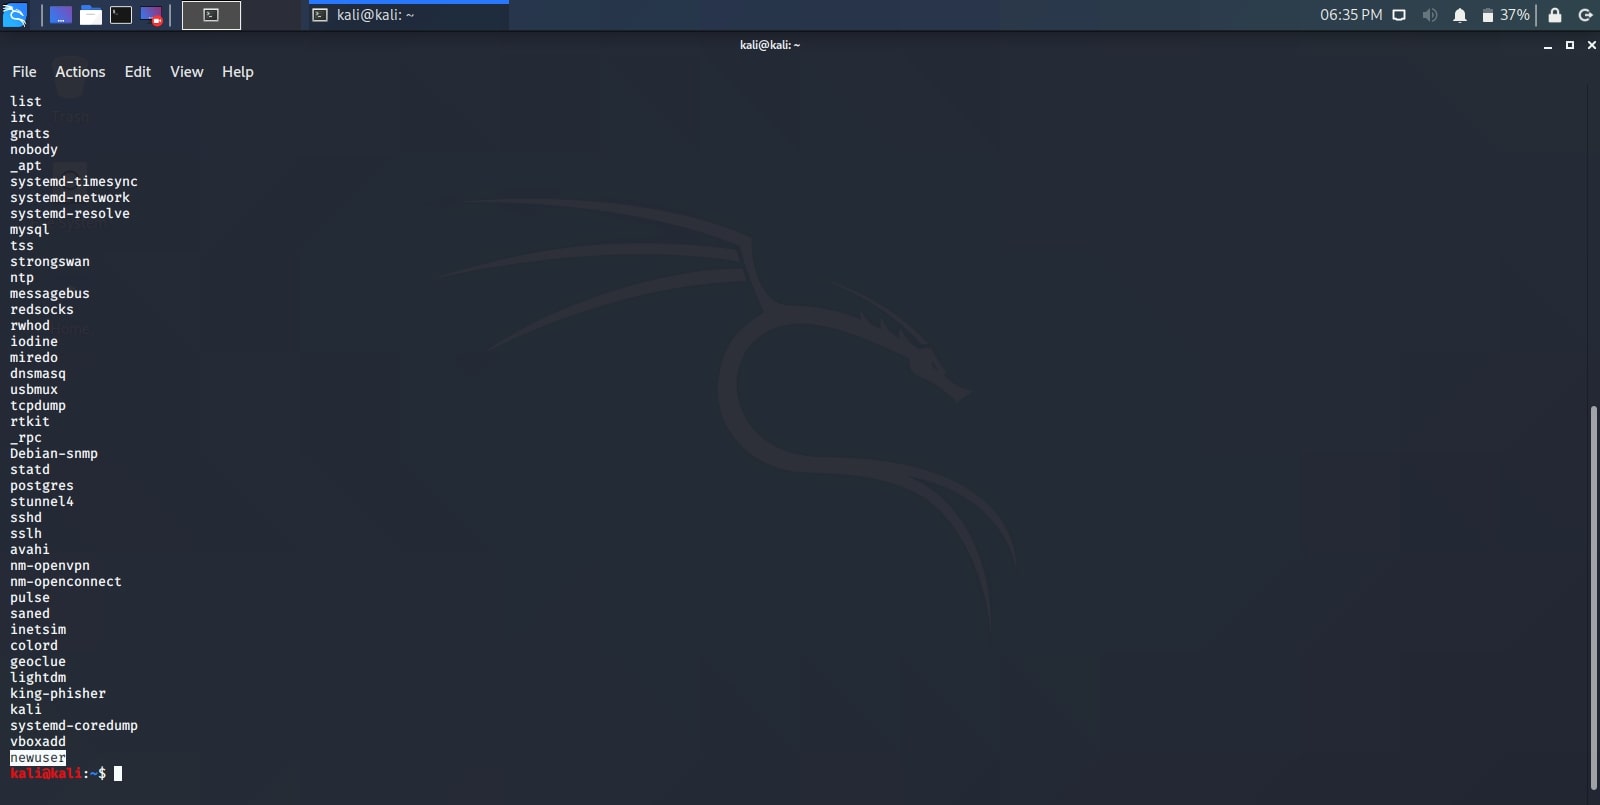 kali@kali: ~
06:35 PM
37%
kali@kali: ~
File Actions Edit View Help
list
irc
Trash
gnats
nobody
_apt
systemd-timesync
systemd-network
systemd-resolve
mysql
tss
strongswan
ntp
messagebus
redsocks
rwhod
Home
iodine
miredo
dnsmasq
usbmux
tcpdump
rtkit
_rpc
Debian-snmp
statd
postgres
stunnel4
sshd
sslh
avahi
nm-openvpn
nm-openconnect
pulse
saned
inetsim
colord
geoclue
lightdm
king-phisher
kali
systemd-coredump
vboxadd
newuser
kali@kali:~$